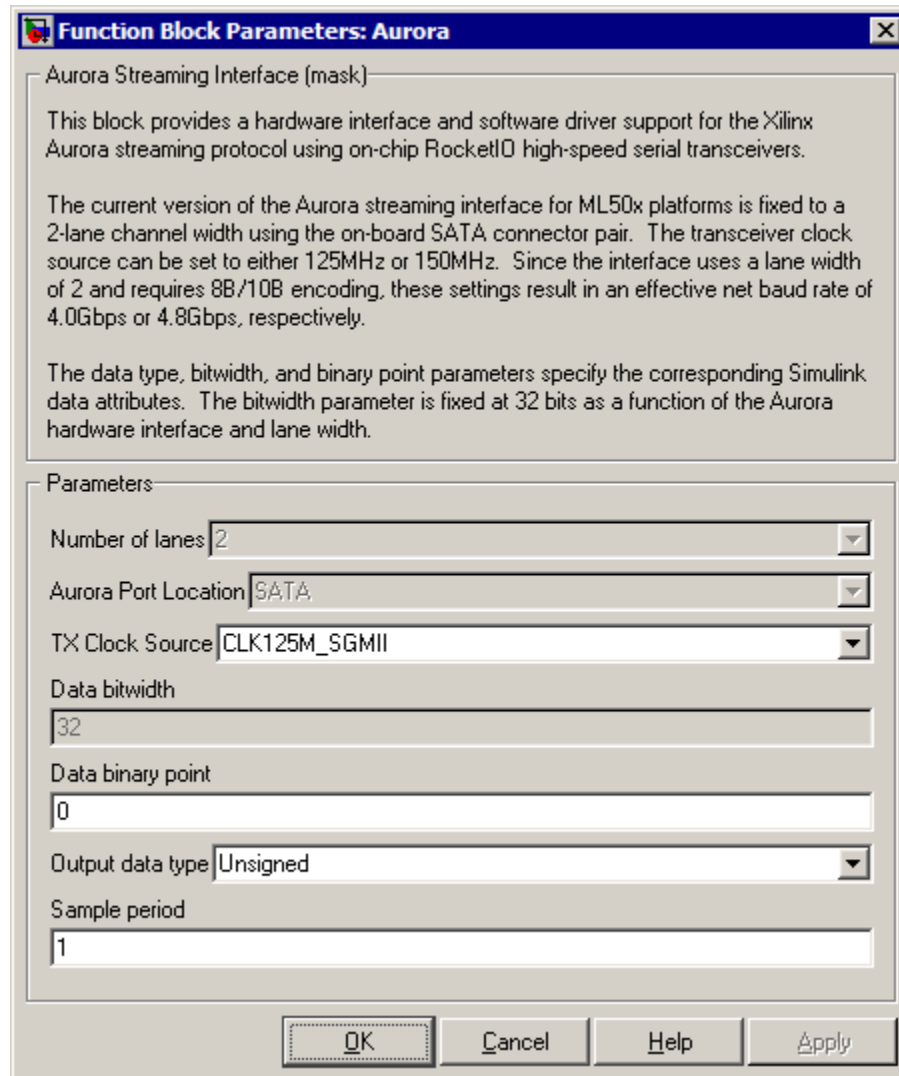 Function Block Parameters: Aurora
Aurora Streaming Interface (mask)
This block provides a hardware interface and software driver support for the Xilinx
Aurora streaming protocol using on-chip RocketIO high-speed serial transceivers.
The current version of the Aurora streaming interface for ML50x platforms is fixed to a
2-lane channel width using the on-board SATA connector pair.  The transceiver clock
source can be set to either 125MHz or 150MHz.  Since the interface uses a lane width
of 2 and requires 8B/10B encoding, these settings result in an effective net baud rate of
4.0Gbps or 4.8Gbps, respectively.
The data type, bitwidth, and binary point parameters specify the corresponding Simulink
data attributes.  The bitwidth parameter is fixed at 32 bits as a function of the Aurora
hardware interface and lane width.
Parameters
Number of lanes 2
Aurora Port Location SATA
TX Clock Source CLK125M_SGMII
Data bitwidth
32
Data binary point
0
Output data type Unsigned
Sample period
1
OK Cancel Help Apply